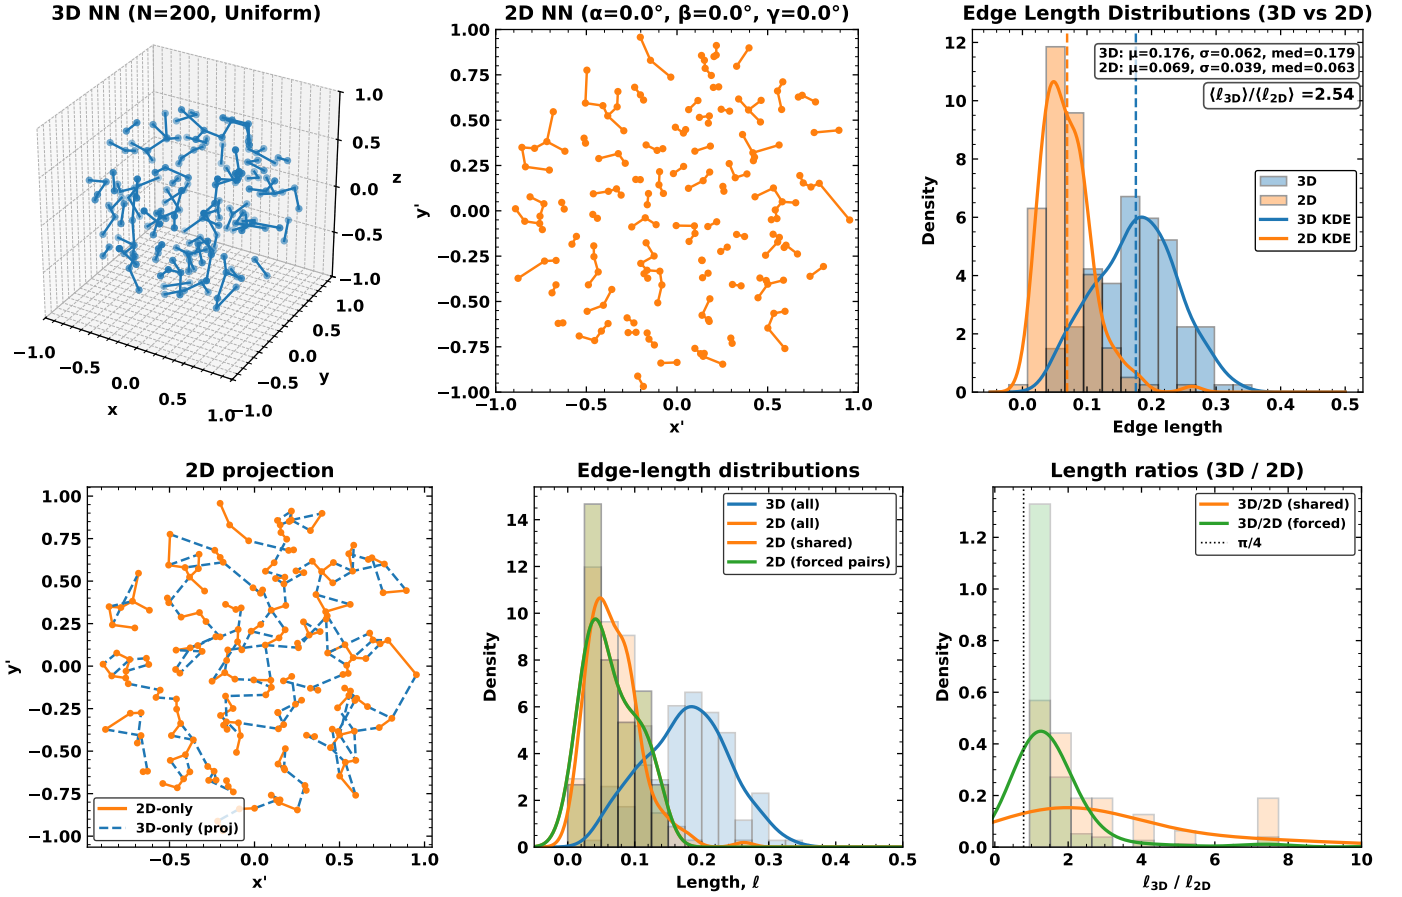 3D NN (N=200, Uniform)
1.0
0.5
0.0
−0.5
−1.0
z
−1.0
−0.5
0.0
0.5
1.0
x
−1.0
−0.5
0.0
0.5
1.0
y
2D NN (α=0.0°, β=0.0°, γ=0.0°)
1.00
0.75
0.50
0.25
0.00
−0.25
−0.50
−0.75
−1.00
y'
−1.0
−0.5
0.0
0.5
1.0
x'
Edge Length Distributions (3D vs 2D)
3D: μ=0.176, σ=0.062, med=0.179
2D: μ=0.069, σ=0.039, med=0.063
⟨ℓ3D⟩/⟨ℓ2D⟩ =2.54
3D
2D
3D KDE
2D KDE
12
10
8
6
4
2
0
Density
0.0
0.1
0.2
0.3
0.4
0.5
Edge length
2D projection
1.00
0.75
0.50
0.25
0.00
−0.25
−0.50
−0.75
−1.00
y'
2D-only
3D-only (proj)
−0.5
0.0
0.5
1.0
x'
Edge-length distributions
3D (all)
2D (all)
2D (shared)
2D (forced pairs)
14
12
10
8
6
4
2
0
Density
0.0
0.1
0.2
0.3
0.4
0.5
Length, ℓ
Length ratios (3D / 2D)
3D/2D (shared)
3D/2D (forced)
π/4
1.2
1.0
0.8
0.6
0.4
0.2
0.0
Density
0
2
4
6
8
10
ℓ3D / ℓ2D